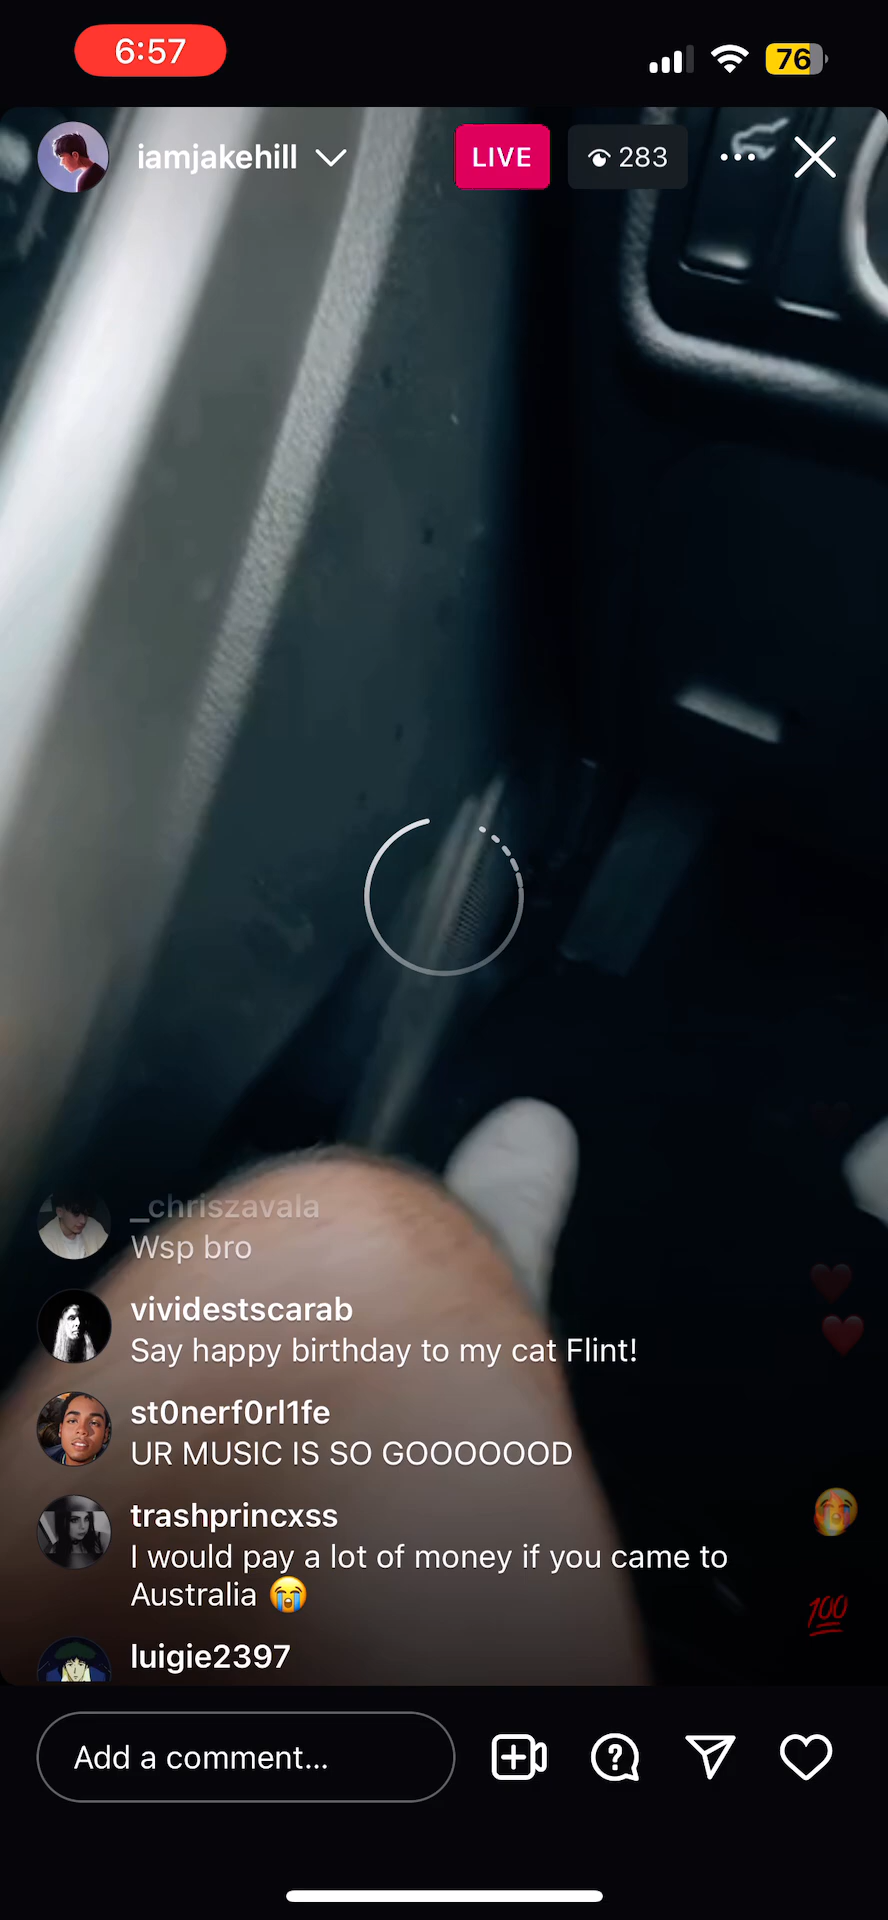 6:57
76
iamjakehill
LIVE
283
_chriszavala
Wsp bro
vividestscarab
Say happy birthday to my cat Flint!
st0nerf0rl1fe
UR MUSIC IS SO GOOOOOOD
trashprincxss
I would pay a lot of money if you came to
Australia 😭
luigie2397
💯
Add a comment...